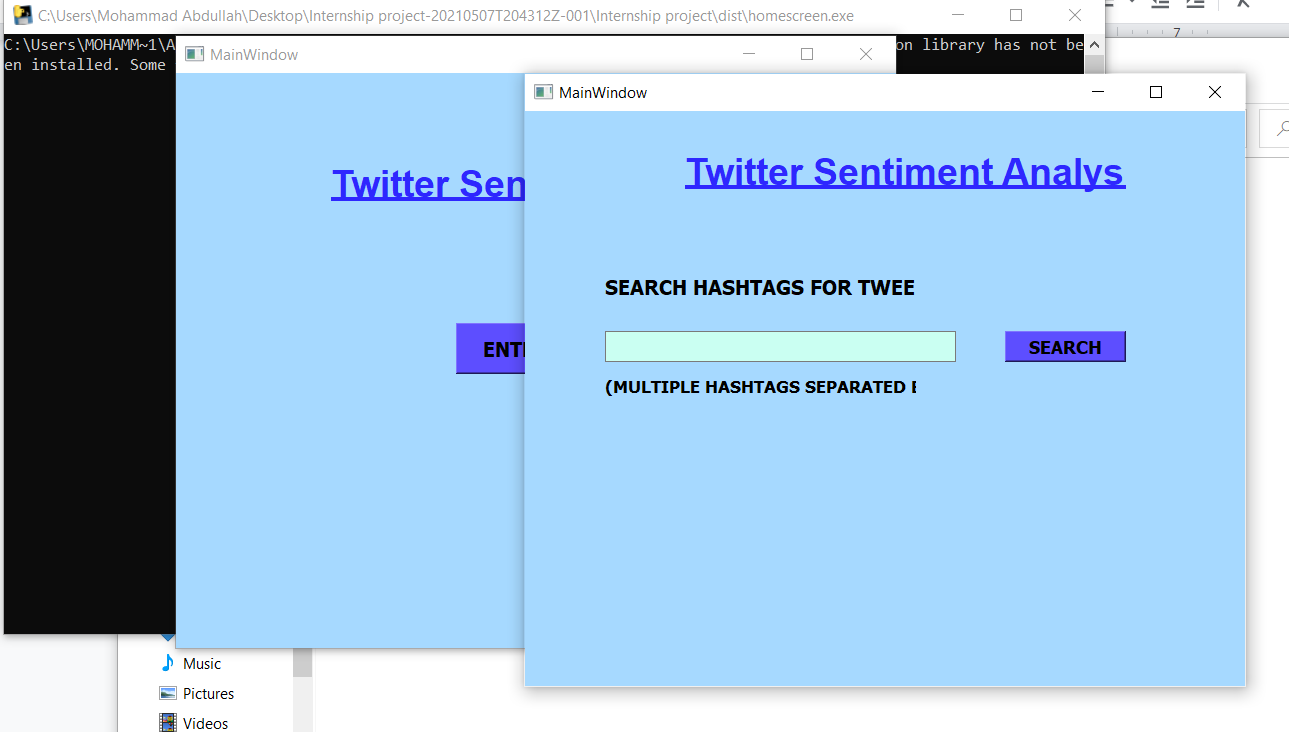 C:\Users\Mohammad Abdullah\Desktop\Internship project-20210507T204312Z-001\Internship project\dist\homescreen.exe
7
C:\Users\MOHAMM~1\A
on library has not be
en installed. Some
MainWindow
Twitter Sen
ENTE
MainWindow
Twitter Sentiment Analys
SEARCH HASHTAGS FOR TWEE
SEARCH
(MULTIPLE HASHTAGS SEPARATED
Music
Pictures
Videos